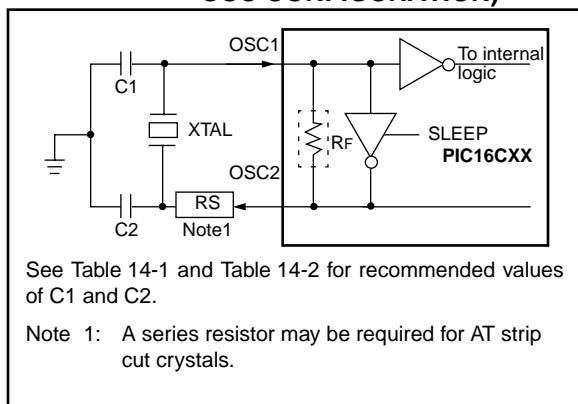 OSC1
To internal
logic
C1
XTAL
RF
SLEEP
PIC16CXX
OSC2
RS
C2
Note1
See Table 14-1 and Table 14-2 for recommended values
of C1 and C2.
Note 1: A series resistor may be required for AT strip
cut crystals.